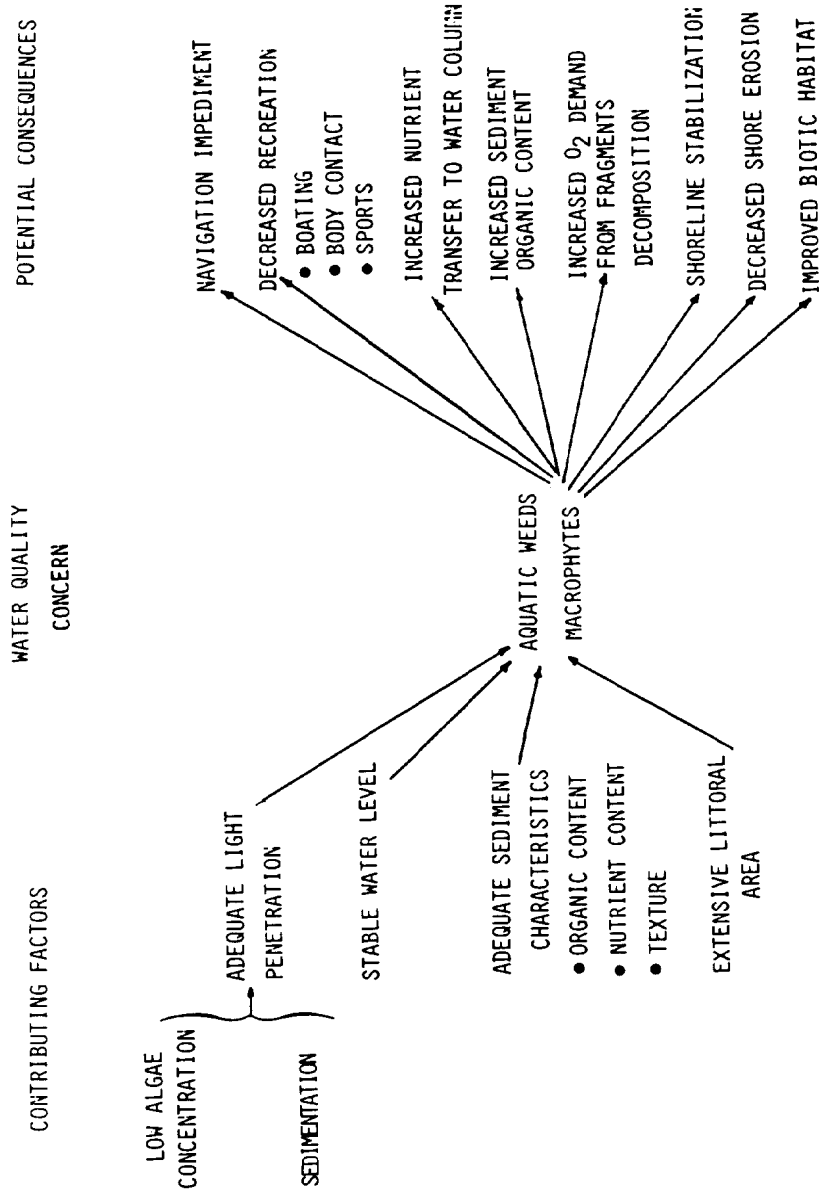 CONTRIBUTING FACTORS
LOW ALGAE
CONCENTRATION
SEDIMENTATION
ADEQUATE LIGHT
PENETRATION
STABLE WATER LEVEL
ADEQUATE SEDIMENT
CHARACTERISTICS
● ORGANIC CONTENT
● NUTRIENT CONTENT
● TEXTURE
EXTENSIVE LITTORAL
AREA
WATER QUALITY
CONCERN
AQUATIC WEEDS
MACROPHYTES
POTENTIAL CONSEQUENCES
NAVIGATION IMPEDIMENT
DECREASED RECREATION
● BOATING
● BODY CONTACT
● SPORTS
INCREASED NUTRIENT
TRANSFER TO WATER COLUMN
INCREASED SEDIMENT
ORGANIC CONTENT
INCREASED O2 DEMAND
FROM FRAGMENTS
DECOMPOSITION
SHORELINE STABILIZATION
DECREASED SHORE EROSION
IMPROVED BIOTIC HABITAT